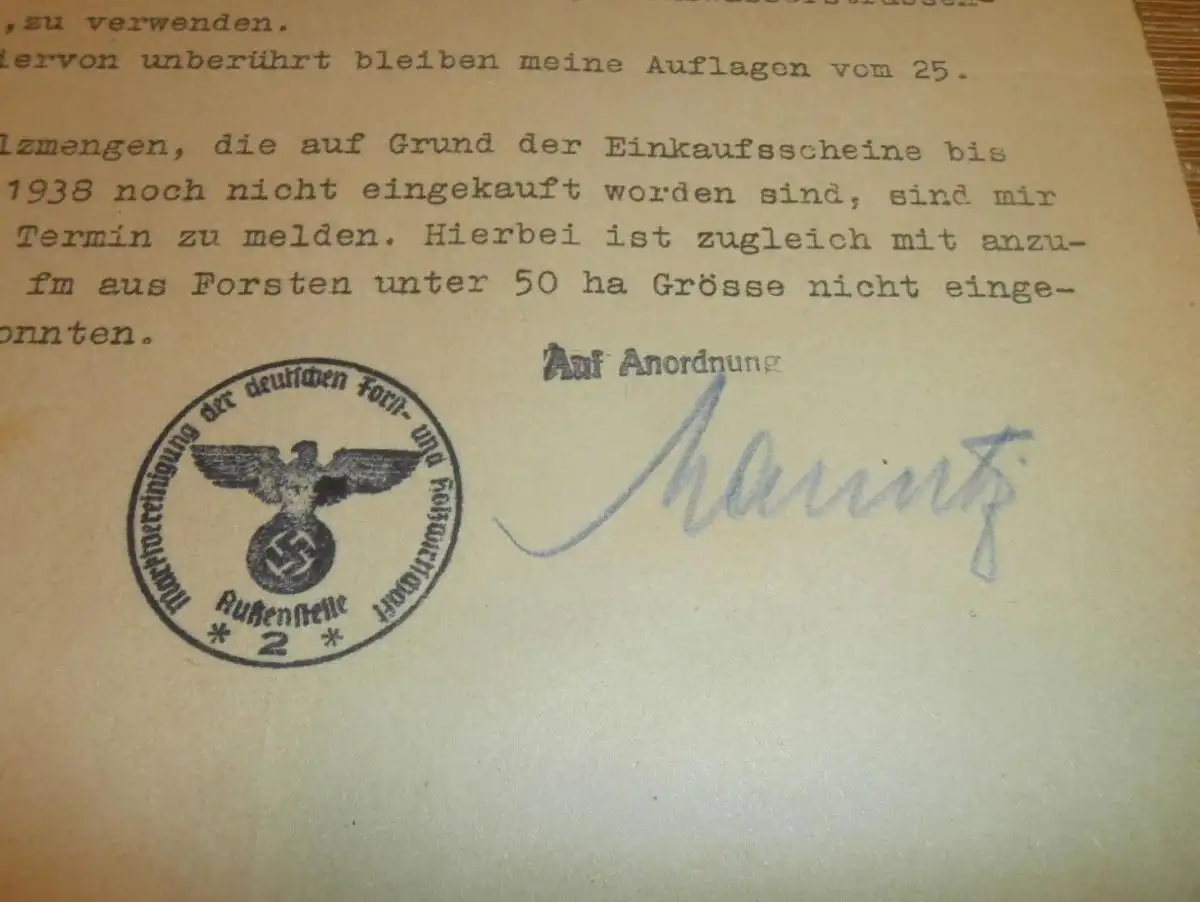 ,zu verwenden.
iervon unberührt bleiben meine Auflagen vom 25.
lzmengen, die auf Grund der Einkaufsscheine bis
1938 noch nicht eingekauft worden sind, sind mir
Termin zu melden. Hierbei ist zugleich mit anzu-
fm aus Forsten unter 50 ha Grösse nicht einge-
onnten.
Auf Anordnung
Marktvereinigung der deutschen Forst- und Holzwirtschaft
Außenstelle
* 2 *